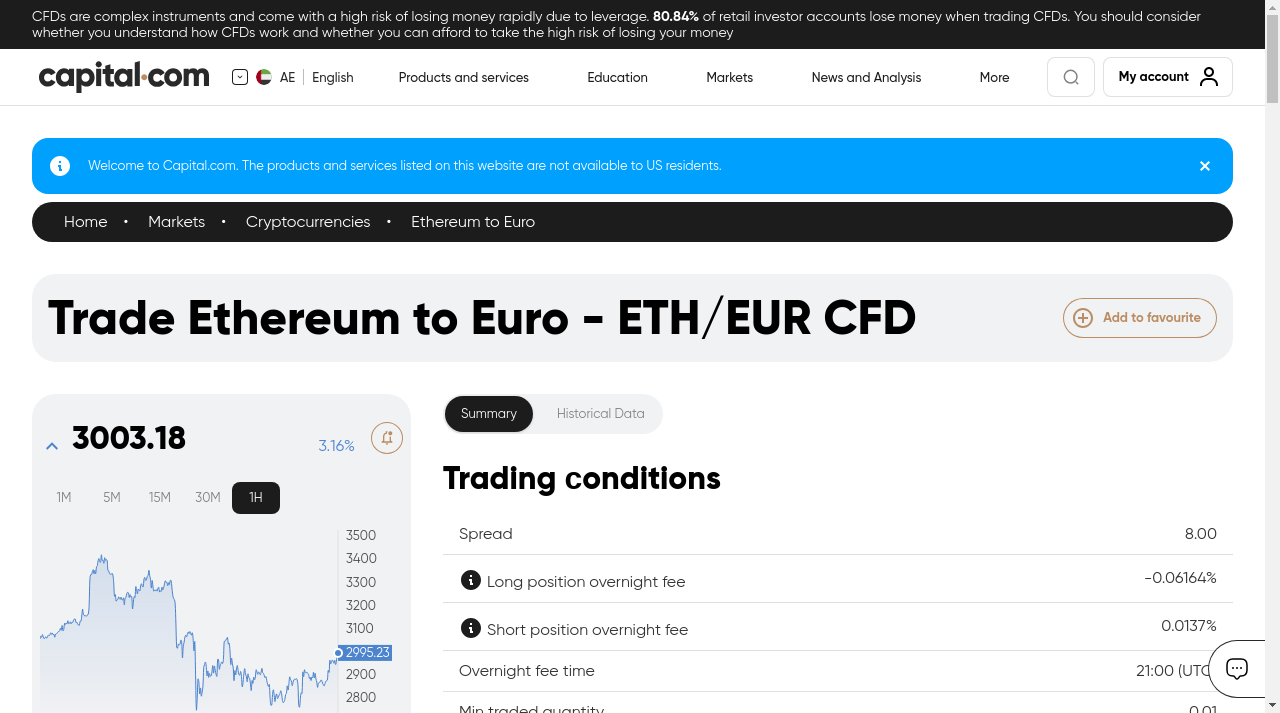 CFDs are complex instruments and come with a high risk of losing money rapidly due to leverage. 80.84% of retail investor accounts lose money when trading CFDs. You should consider
whether you understand how CFDs work and whether you can afford to take the high risk of losing your money
capital.com
AE English
Products and services
Education
Markets
News and Analysis
More
My account
Welcome to Capital.com. The products and services listed on this website are not available to US residents.
Home • Markets • Cryptocurrencies • Ethereum to Euro
Trade Ethereum to Euro - ETH/EUR CFD
Add to favourite
3003.18
3.16%
1M 5M 15M 30M 1H
3500
3400
3300
3200
3100
2995.23
2900
2800
Summary
Historical Data
Trading conditions
Spread 8.00
Long position overnight fee -0.06164%
Short position overnight fee 0.0137%
Overnight fee time 21:00 (UTC
Min traded quantity 0.01